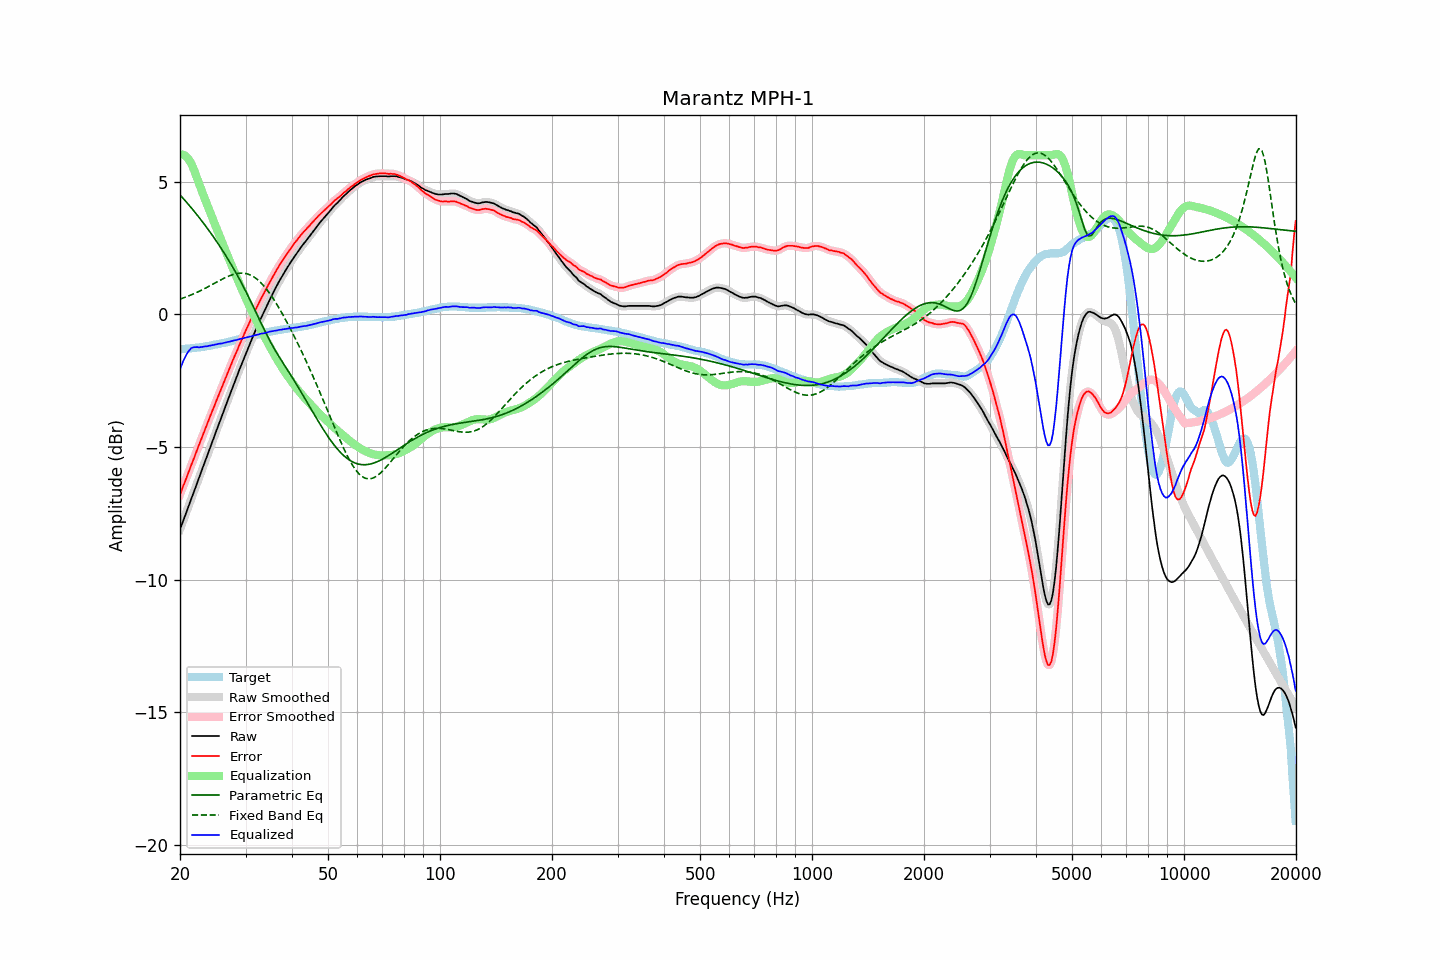 Marantz MPH-1
Amplitude (dBr)
5
0
−5
−10
−15
−20
Target
Raw Smoothed
Error Smoothed
Raw
Error
Equalization
Parametric Eq
Fixed Band Eq
Equalized
20 50 100 200 500 1000 2000 5000 10000 20000
Frequency (Hz)